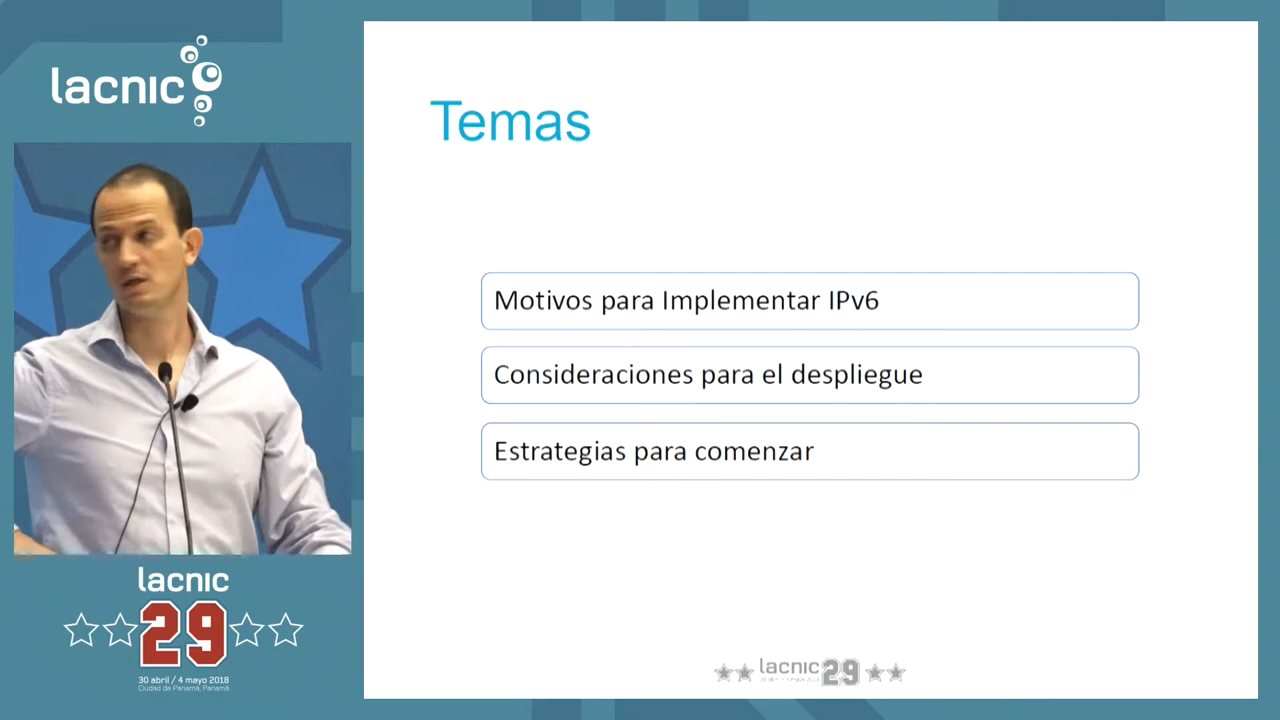 lacnic
Temas
Motivos para Implementar IPv6
Consideraciones para el despliegue
Estrategias para comenzar
lacnic
29
30 abril / 4 mayo 2018
Ciudad de Panamá, Panamá
lacnic 29